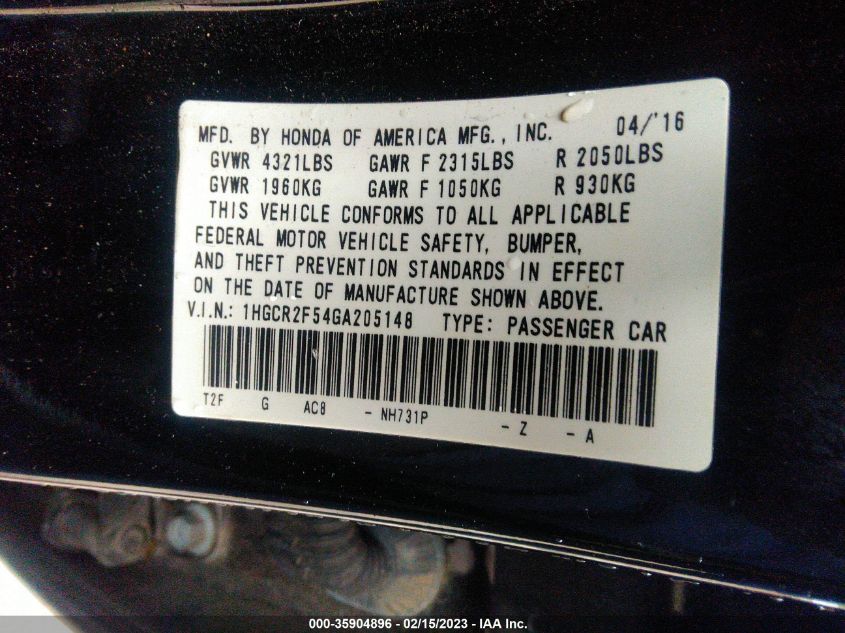 MFD. BY HONDA OF AMERICA MFG., INC. 04/'16
GVWR 4321LBS GAWR F 2315LBS R 2050LBS
GVWR 1960KG GAWR F 1050KG R 930KG
THIS VEHICLE CONFORMS TO ALL APPLICABLE
FEDERAL MOTOR VEHICLE SAFETY, BUMPER,
AND THEFT PREVENTION STANDARDS IN EFFECT
ON THE DATE OF MANUFACTURE SHOWN ABOVE.
V.I.N.: 1HGCR2F54GA205148 TYPE: PASSENGER CAR
T2F G AC8 - NH731P - Z - A
000-35904896 - 02/15/2023 - IAA Inc.